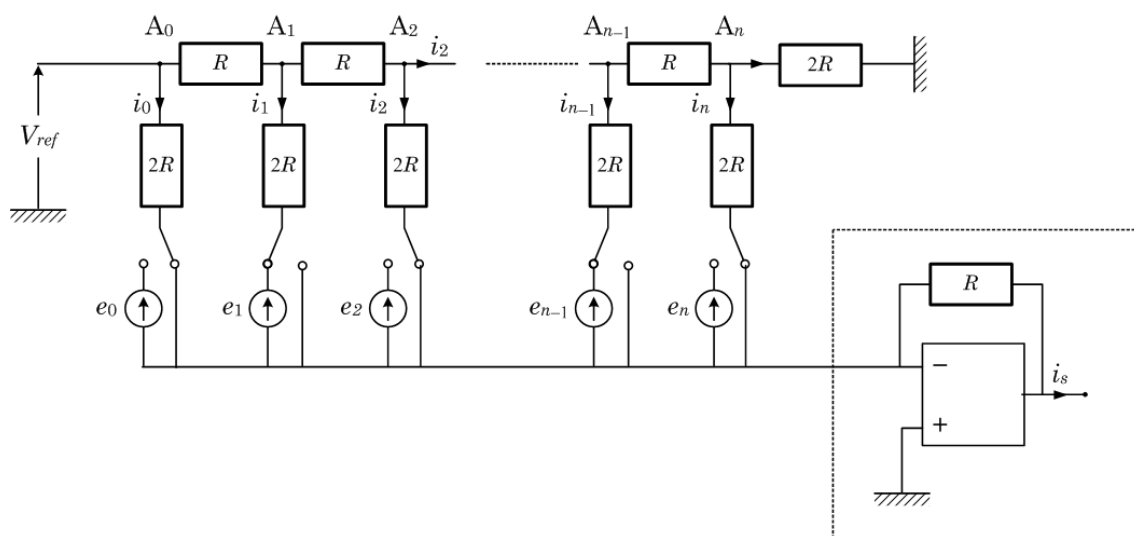 A₀ A₁ A₂ Aₙ₋₁ Aₙ
R R i₂ R 2R
i₀ i₁ i₂ iₙ₋₁ iₙ
V_ref
2R 2R 2R 2R 2R
e₀ e₁ e₂ eₙ₋₁ eₙ
R
− iₛ
+